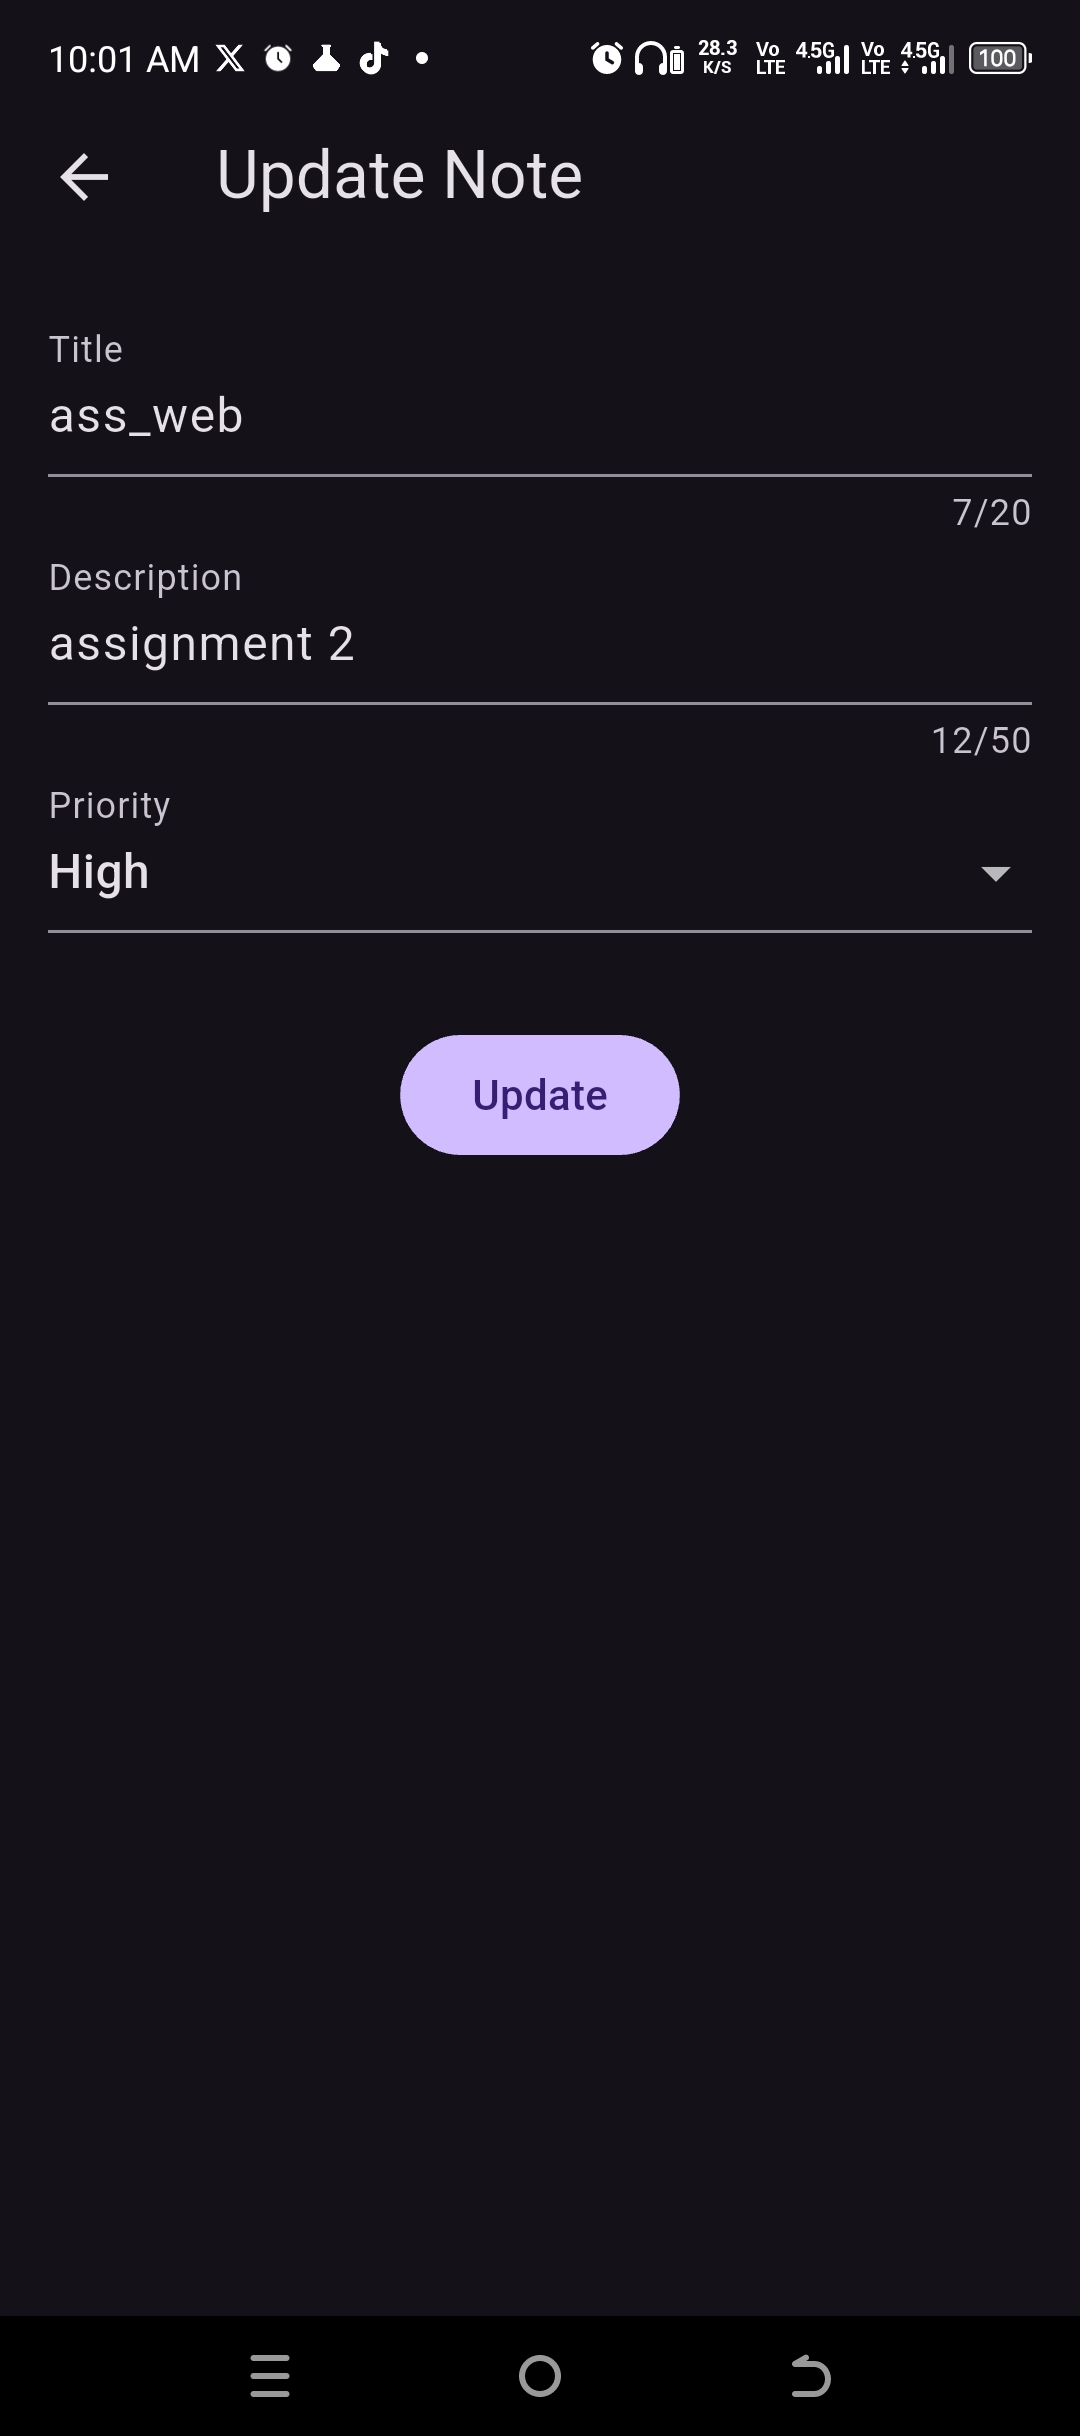 10:01 AM 28.3 K/S Vo LTE 4.5G Vo LTE 4.5G 100
Update Note
Title
ass_web
7/20
Description
assignment 2
12/50
Priority
High
Update